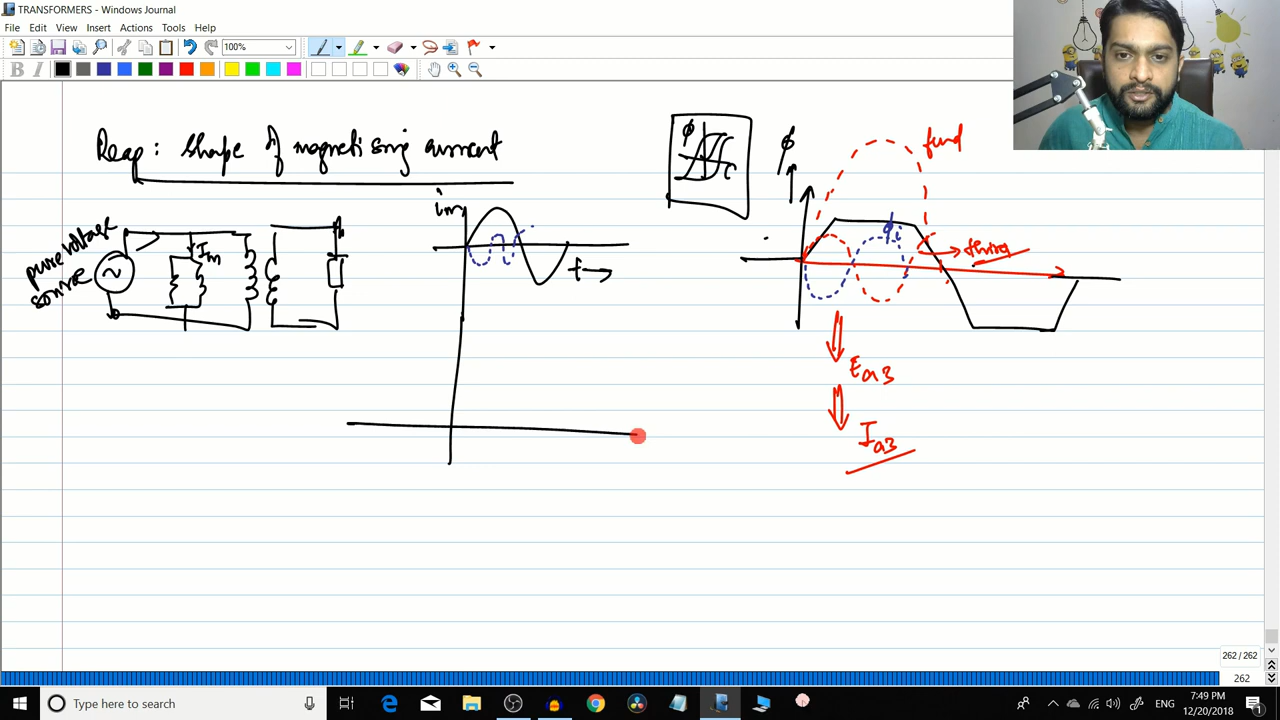 TRANSFORMERS - Windows Journal
File Edit View Insert Actions Tools Help
100%
B I
Reap: Shape of magnetising current
pure voltage
source
Im
im
t
ϕ
ϕ
fund
third
Ea3
Ia3
262 / 262
262
Type here to search
ENG
7:49 PM
12/20/2018